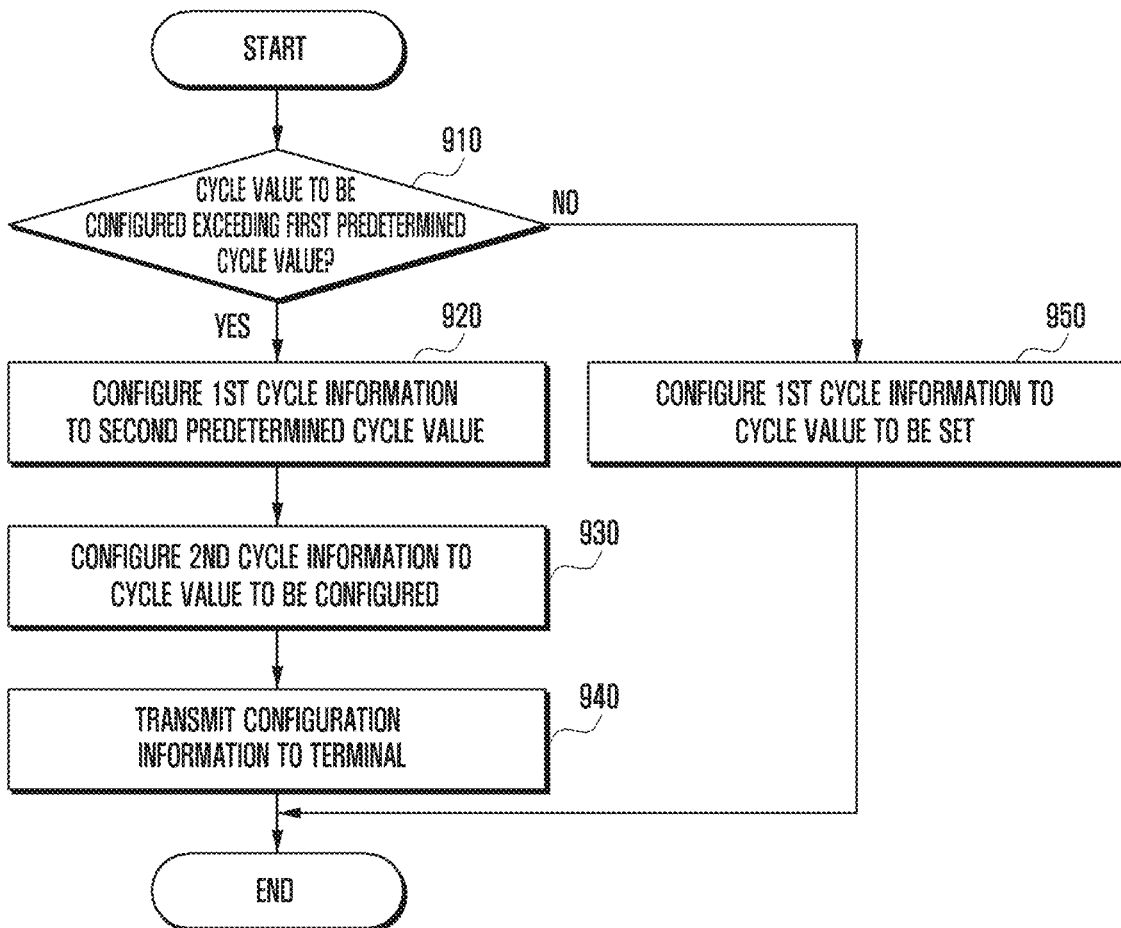 START
910
CYCLE VALUE TO BE
CONFIGURED EXCEEDING FIRST PREDETERMINED
CYCLE VALUE?
NO
YES
920
CONFIGURE 1ST CYCLE INFORMATION
TO SECOND PREDETERMINED CYCLE VALUE
950
CONFIGURE 1ST CYCLE INFORMATION TO
CYCLE VALUE TO BE SET
930
CONFIGURE 2ND CYCLE INFORMATION TO
CYCLE VALUE TO BE CONFIGURED
940
TRANSMIT CONFIGURATION
INFORMATION TO TERMINAL
END